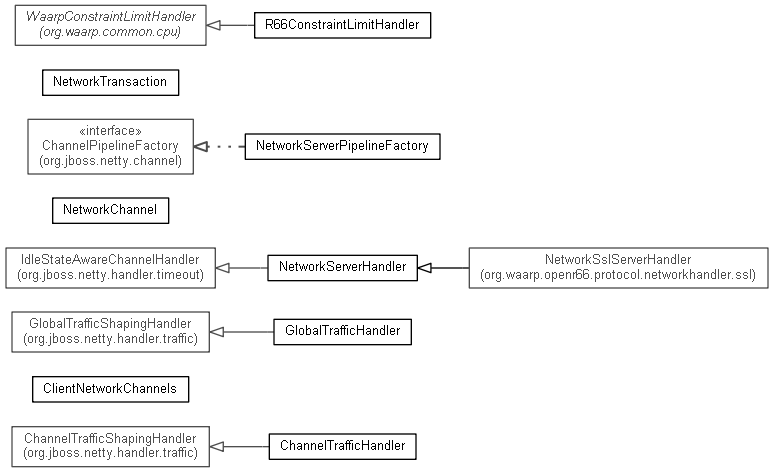 WaarpConstraintLimitHandler
(org.waarp.common.cpu)
R66ConstraintLimitHandler
NetworkTransaction
«interface»
ChannelPipelineFactory
(org.jboss.netty.channel)
NetworkServerPipelineFactory
NetworkChannel
IdleStateAwareChannelHandler
(org.jboss.netty.handler.timeout)
NetworkServerHandler
NetworkSslServerHandler
(org.waarp.openr66.protocol.networkhandler.ssl)
GlobalTrafficShapingHandler
(org.jboss.netty.handler.traffic)
GlobalTrafficHandler
ClientNetworkChannels
ChannelTrafficShapingHandler
(org.jboss.netty.handler.traffic)
ChannelTrafficHandler